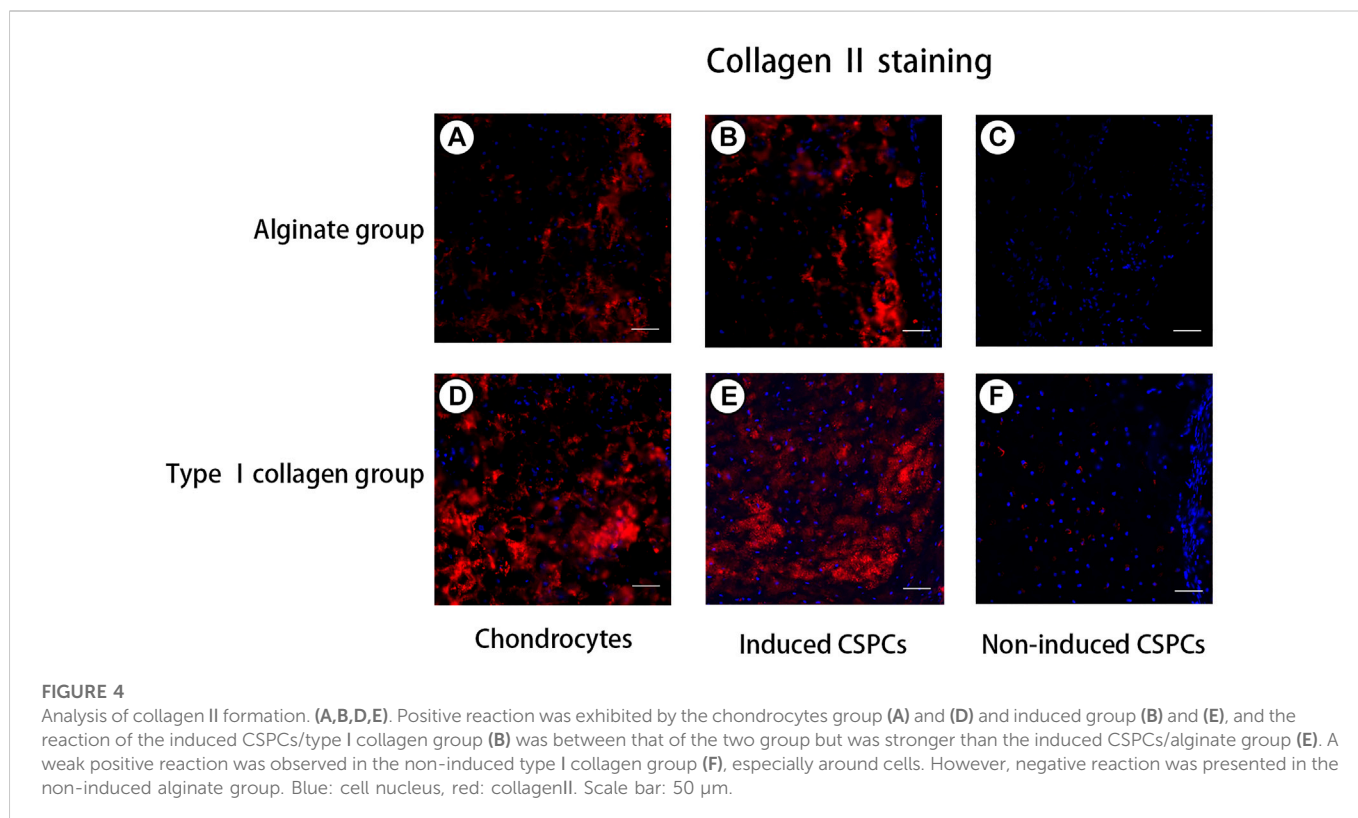 Collagen II staining
A
B
C
Alginate group
D
E
F
Type I collagen group
Chondrocytes
Induced CSPCs
Non-induced CSPCs
FIGURE 4
Analysis of collagen II formation. (A,B,D,E). Positive reaction was exhibited by the chondrocytes group (A) and (D) and induced group (B) and (E), and the
reaction of the induced CSPCs/type I collagen group (B) was between that of the two group but was stronger than the induced CSPCs/alginate group (E). A
weak positive reaction was observed in the non-induced type I collagen group (F), especially around cells. However, negative reaction was presented in the
non-induced alginate group. Blue: cell nucleus, red: collagenII. Scale bar: 50 μm.